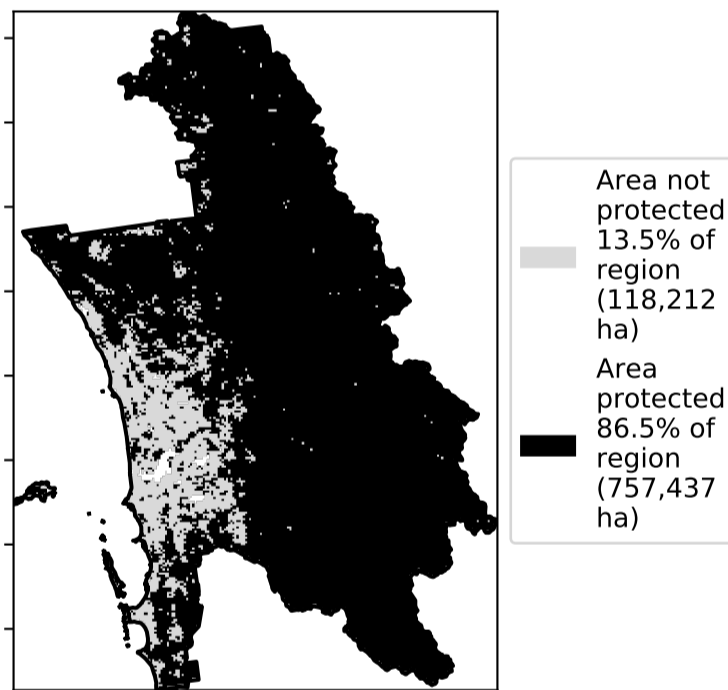 Area not
protected
13.5% of
region
(118,212
ha)
Area
protected
86.5% of
region
(757,437
ha)